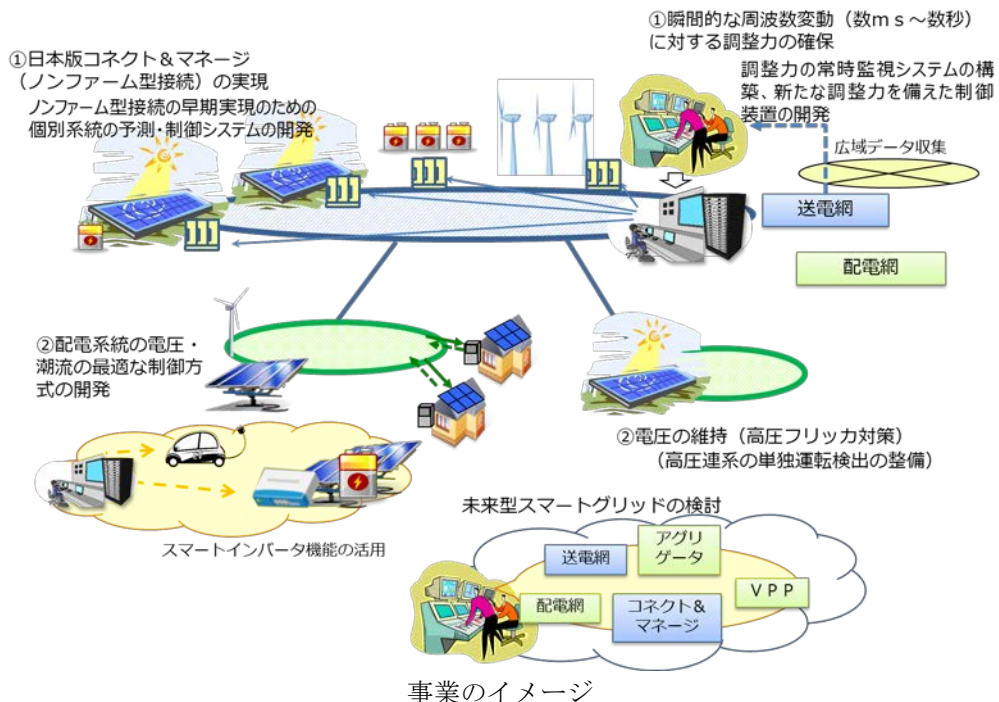 ①日本版コネクト＆マネージ
（ノンファーム型接続）の実現
ノンファーム型接続の早期実現のための
個別系統の予測・制御システムの開発
①瞬間的な周波数変動（数ｍｓ～数秒）
に対する調整力の確保
調整力の常時監視システムの構
築、新たな調整力を備えた制御
装置の開発
広域データ収集
送電網
配電網
②配電系統の電圧・
潮流の最適な制御方
式の開発
スマートインバータ機能の活用
②電圧の維持（高圧フリッカ対策）
（高圧連系の単独運転検出の整備）
未来型スマートグリッドの検討
送電網
アグリ
ゲータ
配電網
コネクト＆
マネージ
ＶＰＰ
事業のイメージ